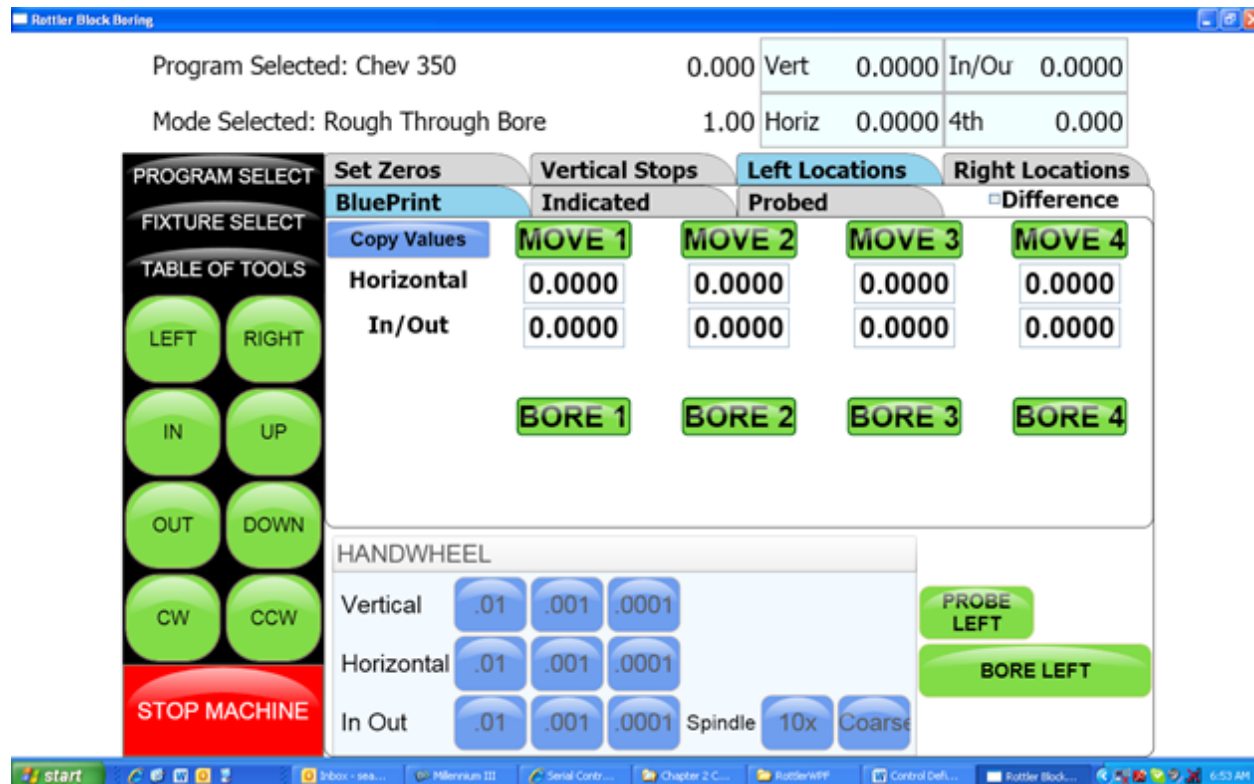 Rottler Block Boring
Program Selected: Chev 350 0.000 Vert 0.0000 In/Ou 0.0000
Mode Selected: Rough Through Bore 1.00 Horiz 0.0000 4th 0.000
PROGRAM SELECT
FIXTURE SELECT
TABLE OF TOOLS
LEFT RIGHT
IN UP
OUT DOWN
CW CCW
STOP MACHINE
Set Zeros Vertical Stops Left Locations Right Locations
BluePrint Indicated Probed Difference
Copy Values MOVE 1 MOVE 2 MOVE 3 MOVE 4
Horizontal 0.0000 0.0000 0.0000 0.0000
In/Out 0.0000 0.0000 0.0000 0.0000
BORE 1 BORE 2 BORE 3 BORE 4
HANDWHEEL
Vertical .01 .001 .0001
Horizontal .01 .001 .0001
In Out .01 .001 .0001 Spindle 10x Coarse
PROBE
LEFT
BORE LEFT
start Inbox - sea... Millennium III Serial Contr... Chapter 2 C... RottlerWPF Control Defi... Rottler Block... 6:53 AM